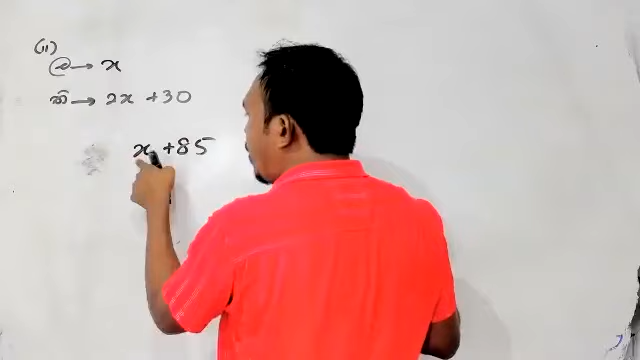 (ii)
ල → x
ක → 2x + 30
x + 85